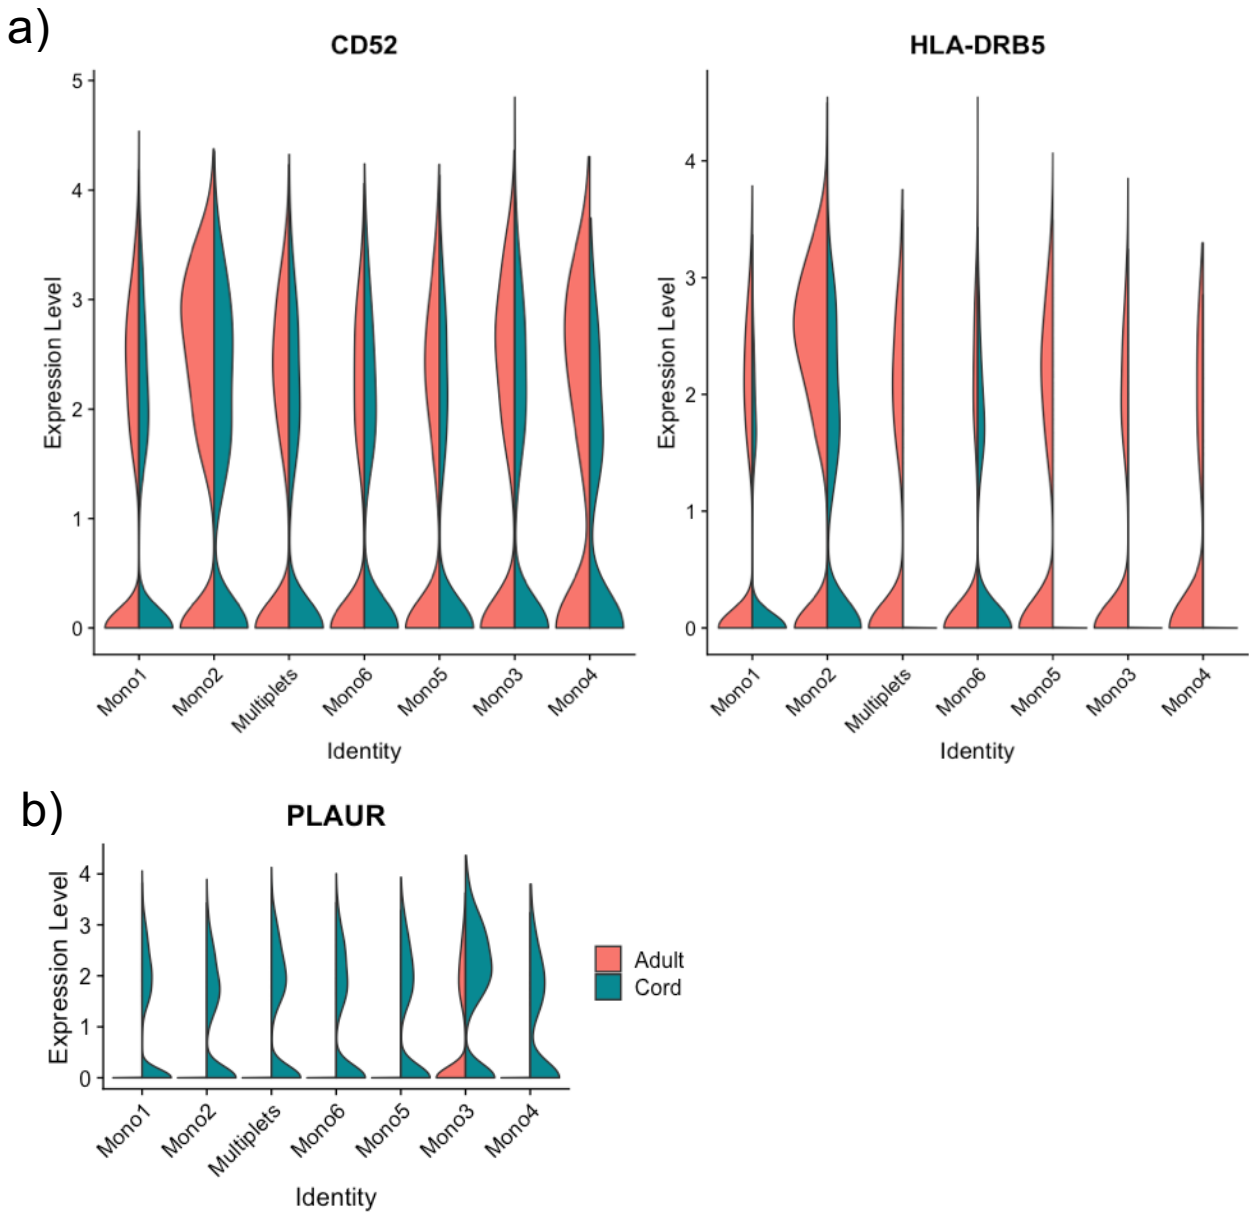 a)
CD52
HLA-DRB5
Expression Level
5
4
3
2
1
0
Mono1
Mono2
Multiplets
Mono6
Mono5
Mono3
Mono4
Identity
Expression Level
4
3
2
1
0
Mono1
Mono2
Multiplets
Mono6
Mono5
Mono3
Mono4
Identity
b)
PLAUR
Expression Level
4
3
2
1
0
Mono1
Mono2
Multiplets
Mono6
Mono5
Mono3
Mono4
Identity
Adult
Cord